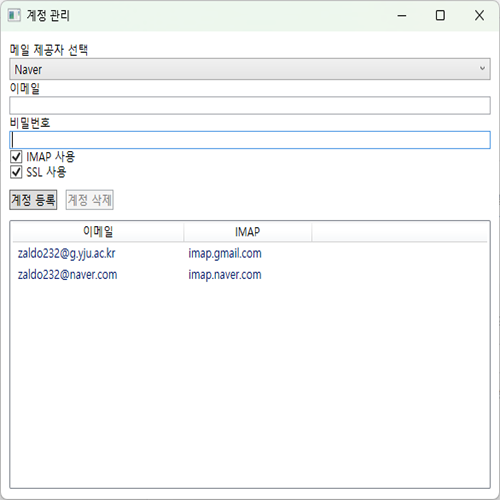 계정 관리
메일 제공자 선택
Naver
이메일
비밀번호
IMAP 사용
SSL 사용
계정 등록 계정 삭제
이메일 IMAP
zaldo232@g.yju.ac.kr imap.gmail.com
zaldo232@naver.com imap.naver.com